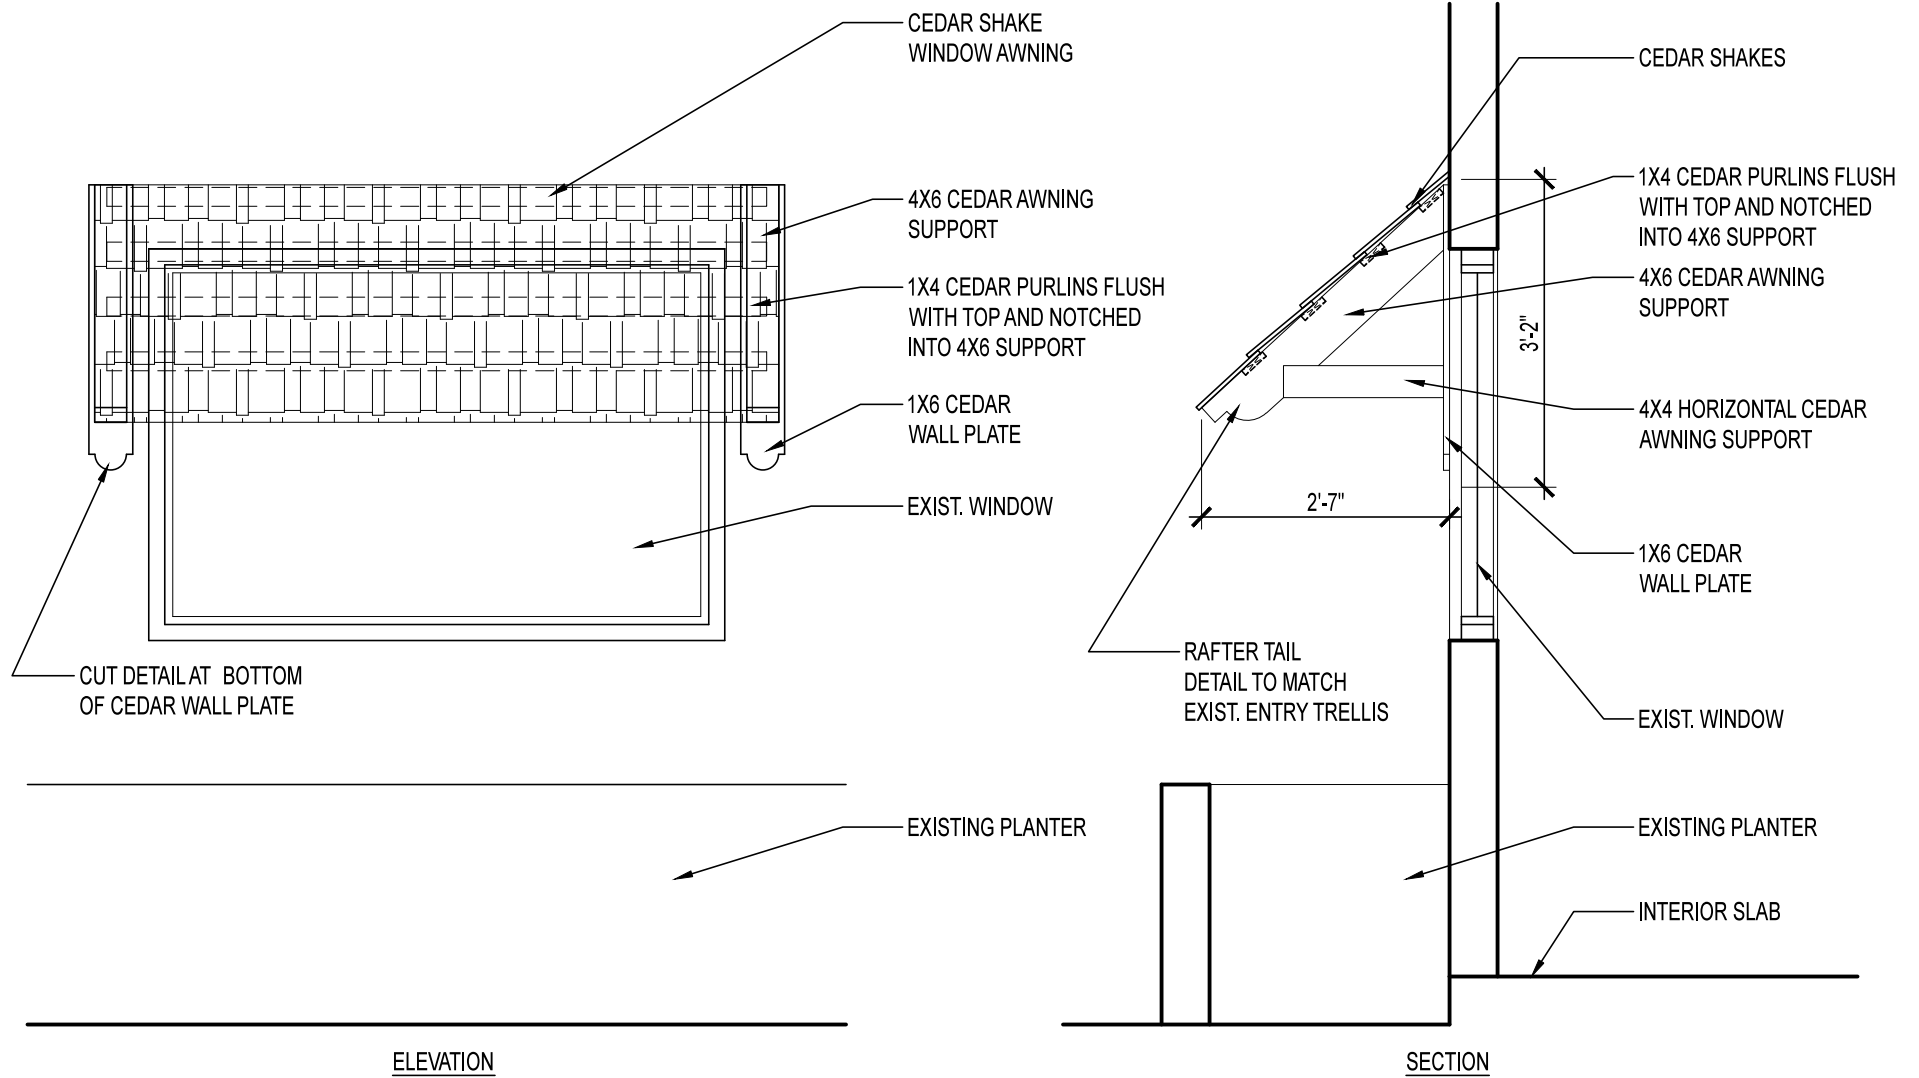 CEDAR SHAKE
WINDOW AWNING
4X6 CEDAR AWNING
SUPPORT
1X4 CEDAR PURLINS FLUSH
WITH TOP AND NOTCHED
INTO 4X6 SUPPORT
1X6 CEDAR
WALL PLATE
EXIST. WINDOW
CUT DETAIL AT BOTTOM
OF CEDAR WALL PLATE
EXISTING PLANTER
ELEVATION
CEDAR SHAKES
1X4 CEDAR PURLINS FLUSH
WITH TOP AND NOTCHED
INTO 4X6 SUPPORT
4X6 CEDAR AWNING
SUPPORT
3'-2"
4X4 HORIZONTAL CEDAR
AWNING SUPPORT
2'-7"
1X6 CEDAR
WALL PLATE
RAFTER TAIL
DETAIL TO MATCH
EXIST. ENTRY TRELLIS
EXIST. WINDOW
EXISTING PLANTER
INTERIOR SLAB
SECTION